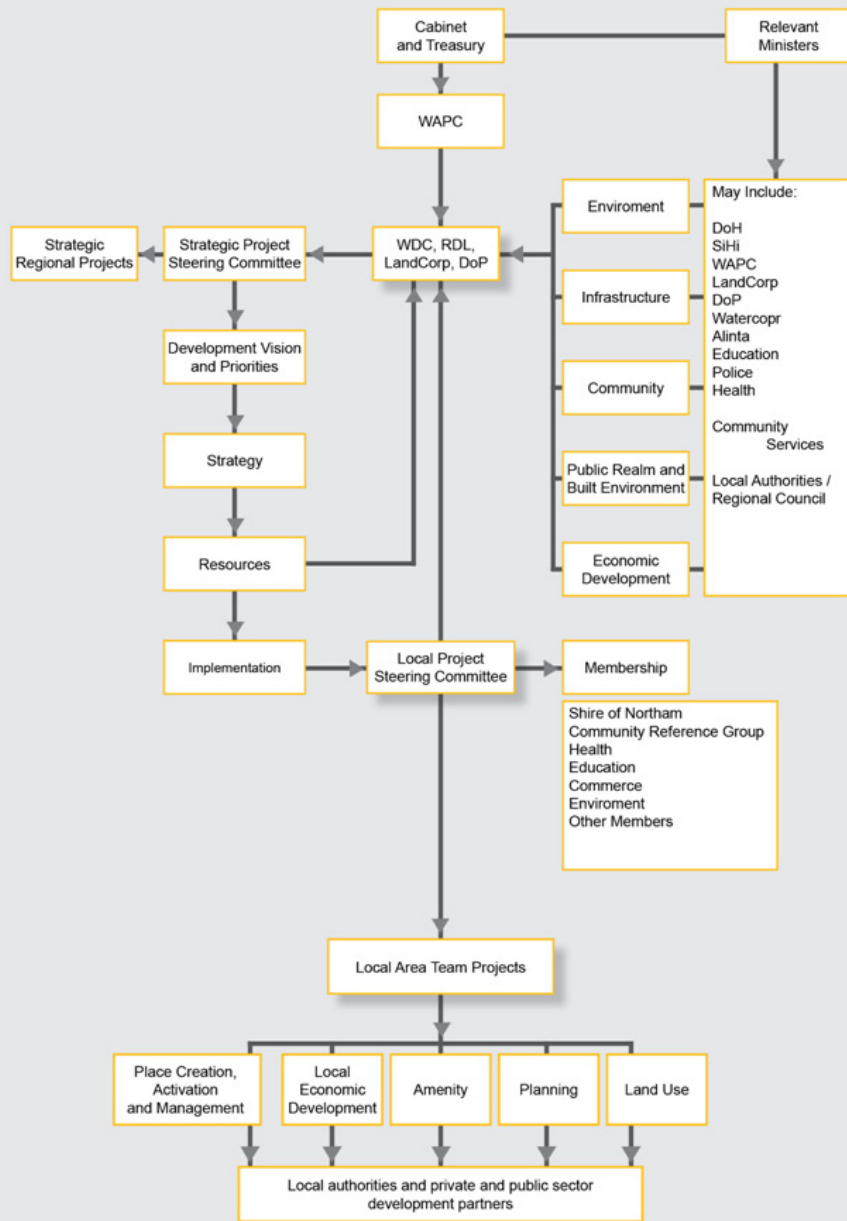 Cabinet
and Treasury
Relevant
Ministers
WAPC
Enviroment
May Include:
DoH
SiHi
WAPC
LandCorp
DoP
Watercopr
Alinta
Education
Police
Health
Community
Services
Local Authorities /
Regional Council
Strategic
Regional Projects
Strategic Project
Steering Committee
WDC, RDL,
LandCorp, DoP
Infrastructure
Development Vision
and Priorities
Community
Strategy
Public Realm and
Built Environment
Resources
Economic
Development
Implementation
Local Project
Steering Committee
Membership
Shire of Northam
Community Reference Group
Health
Education
Commerce
Enviroment
Other Members
Local Area Team Projects
Place Creation,
Activation
and Management
Local
Economic
Development
Amenity
Planning
Land Use
Local authorities and private and public sector
development partners